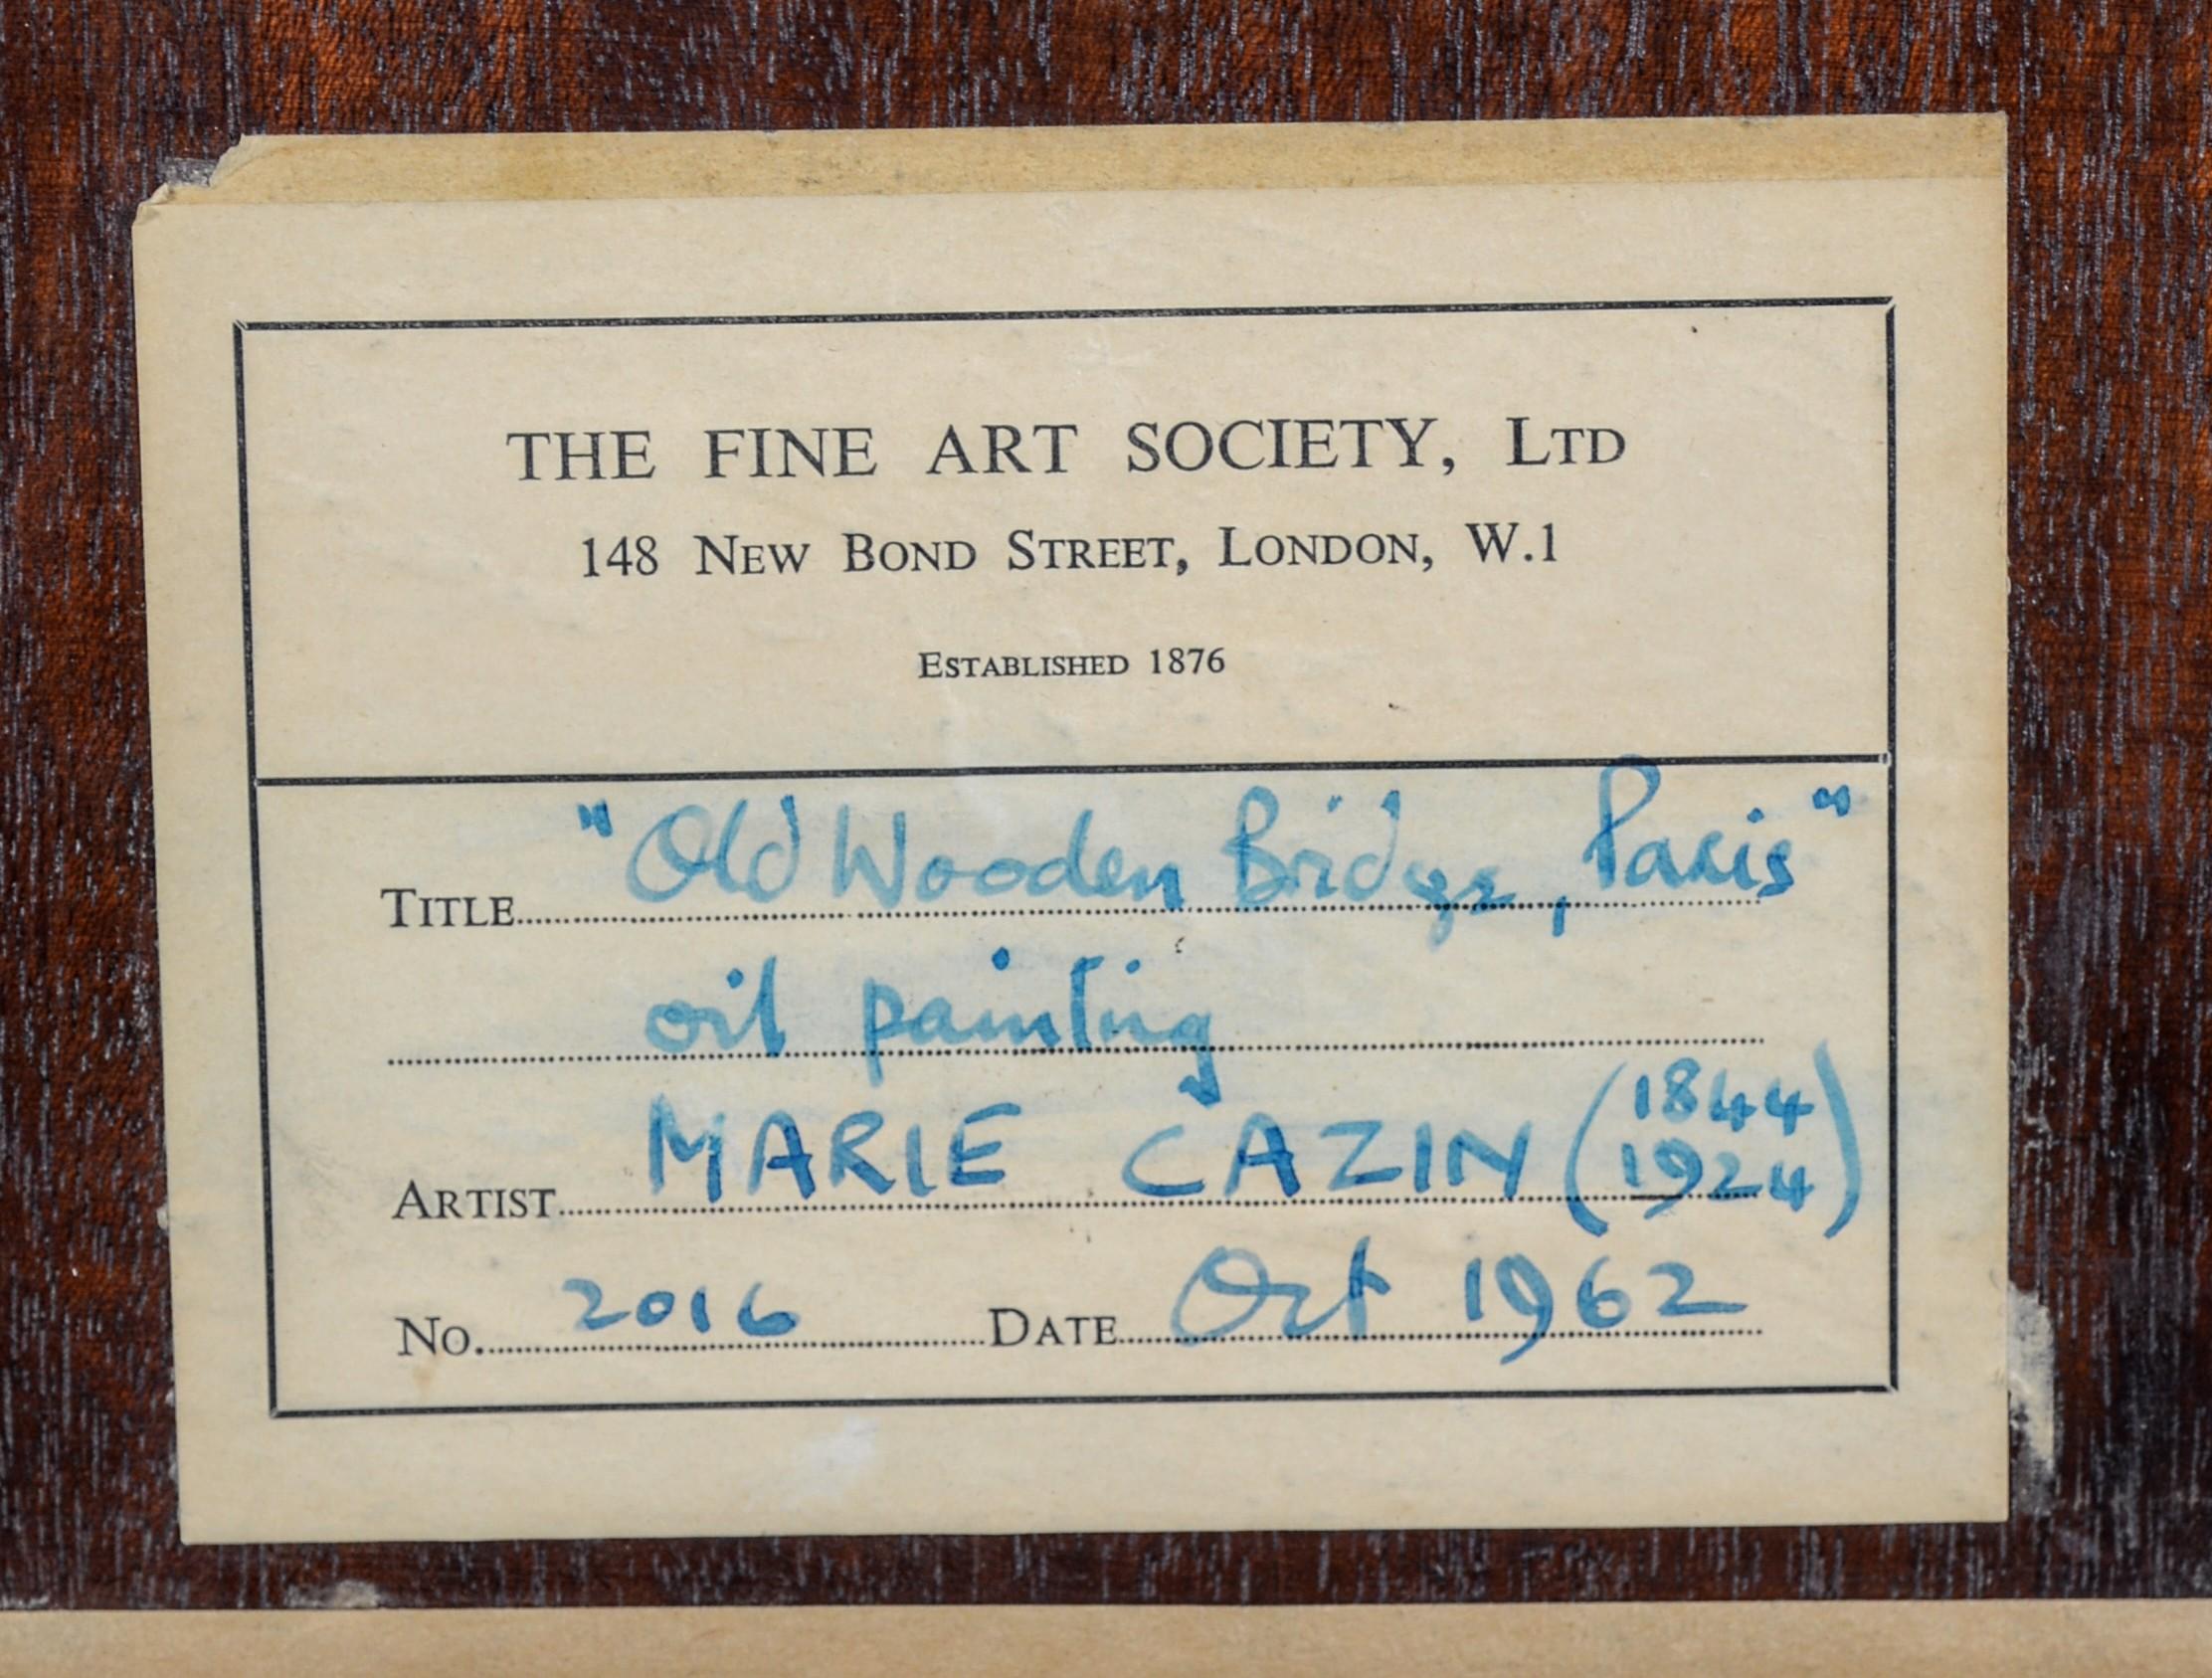 THE FINE ART SOCIETY, LTD
148 NEW BOND STREET, LONDON, W.1
ESTABLISHED 1876
TITLE "Old Wooden Bridge, Paris"
oil painting
ARTIST MARIE CAZIN (1844
1924)
NO. 2016 DATE Oct 1962